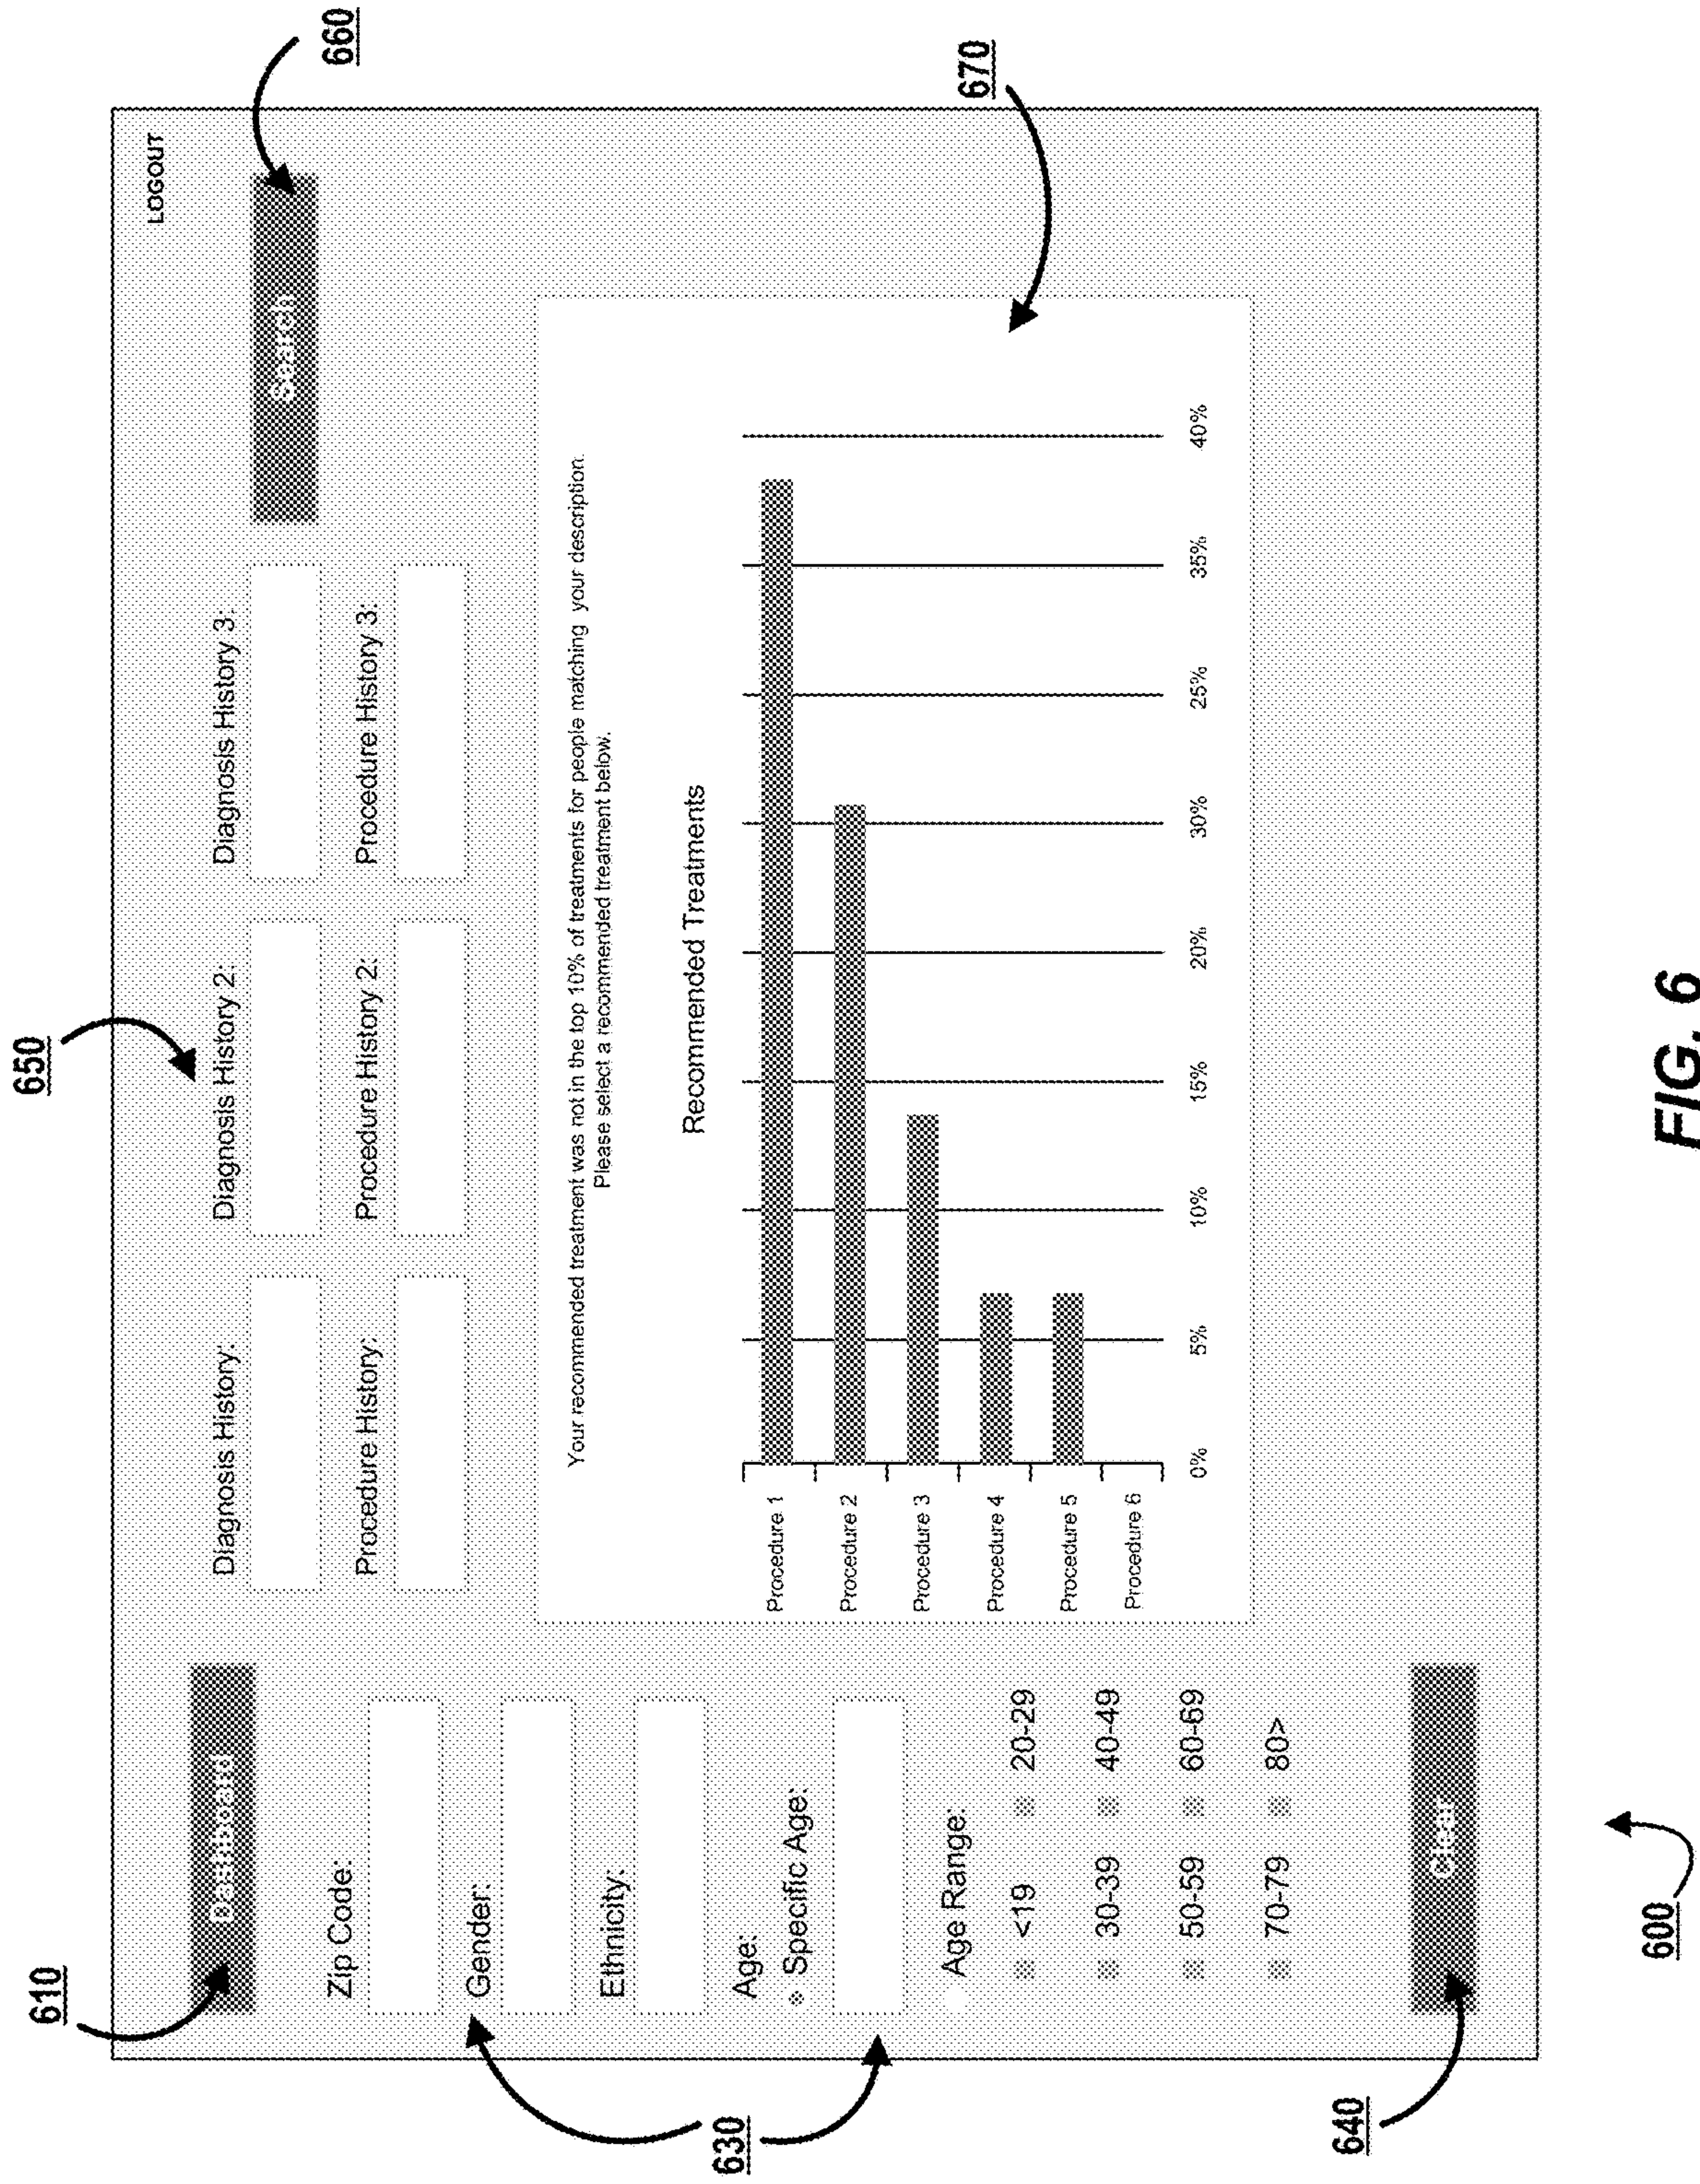 650
660
610
LOGOUT
Dashboard
Diagnosis History:
Diagnosis History 2:
Diagnosis History 3:
Search
Procedure History:
Procedure History 2:
Procedure History 3:
Zip Code:
Gender:
Ethnicity:
Age:
Specific Age:
Age Range:
<19
20-29
30-39
40-49
50-59
60-69
70-79
80>
Clear
630
640
Your recommended treatment was not in the top 10% of treatments for people matching your description.
Please select a recommended treatment below.
Recommended Treatments
Procedure 1
Procedure 2
Procedure 3
Procedure 4
Procedure 5
Procedure 6
0%
5%
10%
15%
20%
30%
25%
35%
40%
670
600
FIG. 6